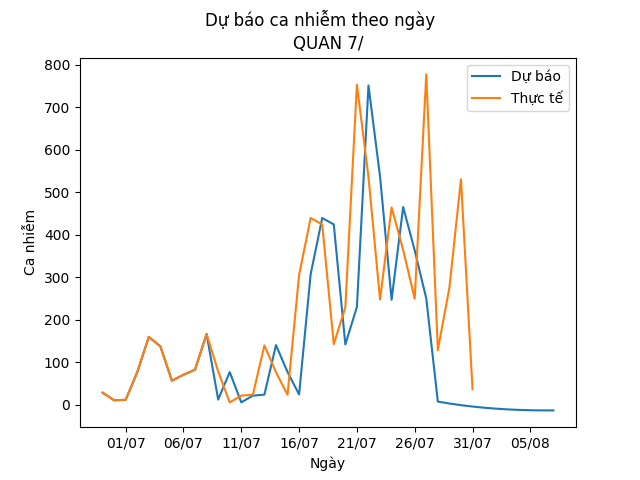 Dự báo ca nhiễm theo ngày
QUAN 7/
Dự báo
Thực tế
Ca nhiễm
800
700
600
500
400
300
200
100
0
01/07 06/07 11/07 16/07 21/07 26/07 31/07 05/08
Ngày